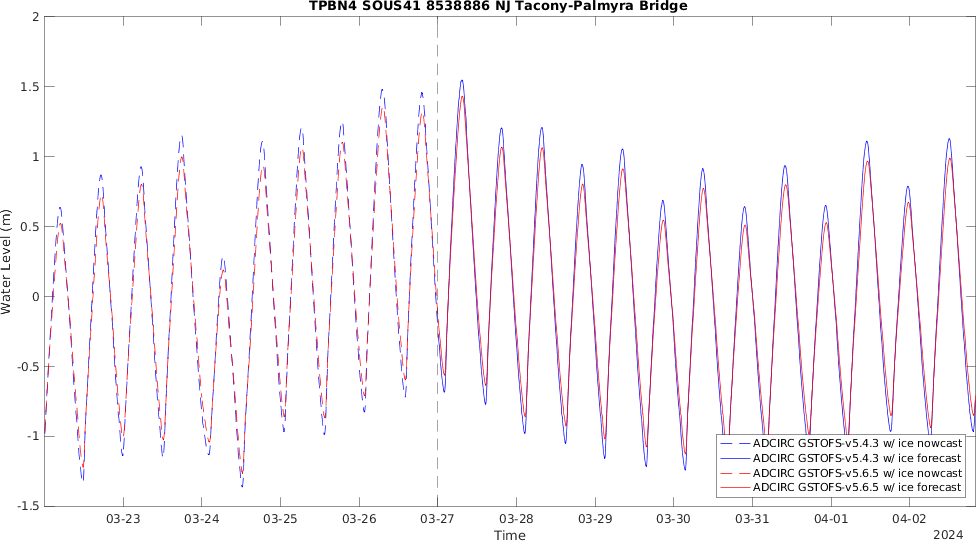 TPBN4 SOUS41 8538886 NJ Tacony-Palmyra Bridge
2
1.5
1
0.5
0
-0.5
-1
-1.5
Water Level (m)
ADCIRC GSTOFS-v5.4.3 w/ ice nowcast
ADCIRC GSTOFS-v5.4.3 w/ ice forecast
ADCIRC GSTOFS-v5.6.5 w/ ice nowcast
ADCIRC GSTOFS-v5.6.5 w/ ice forecast
03-23 03-24 03-25 03-26 03-27 03-28 03-29 03-30 03-31 04-01 04-02
Time
2024